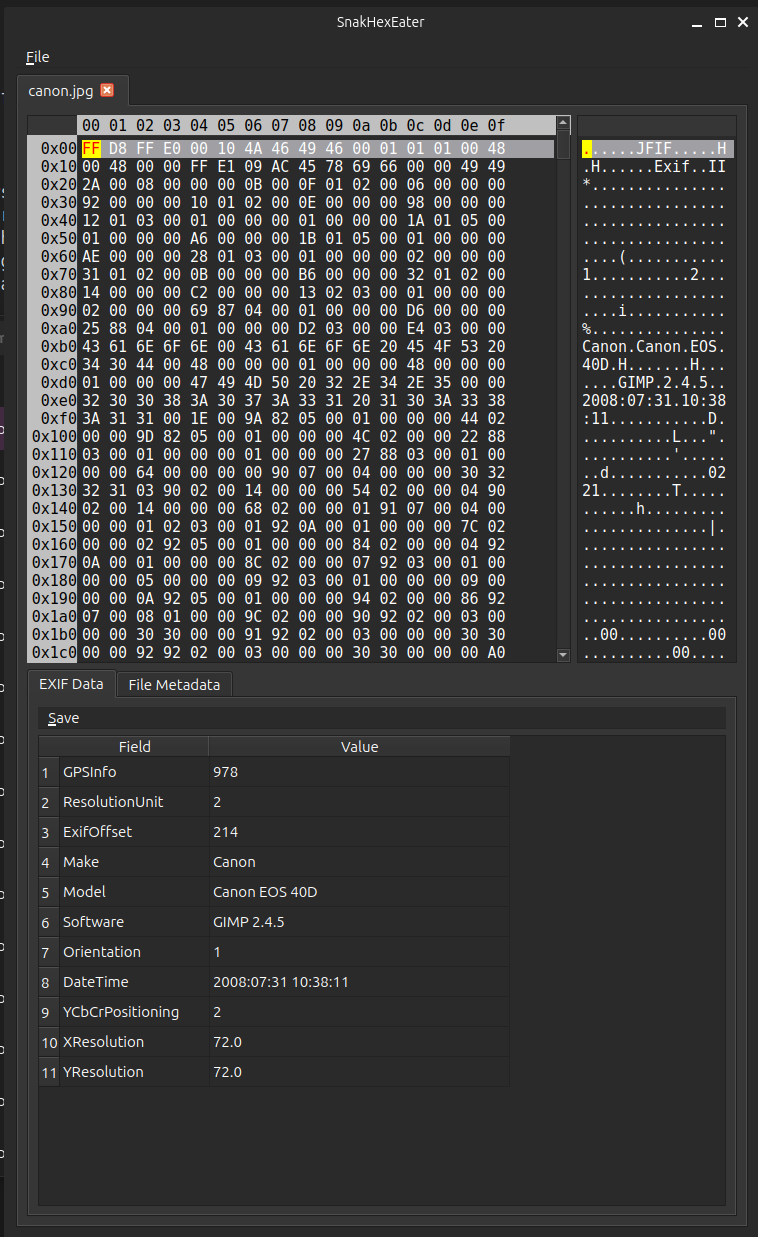 SnakHexEater
File
canon.jpg
00 01 02 03 04 05 06 07 08 09 0a 0b 0c 0d 0e 0f
0x00 FF D8 FF E0 00 10 4A 46 49 46 00 01 01 01 00 48 ......JFIF.....H
0x10 00 48 00 00 FF E1 09 AC 45 78 69 66 00 00 49 49 .H......Exif..II
0x20 2A 00 08 00 00 00 0B 00 0F 01 02 00 06 00 00 00 *...............
0x30 92 00 00 00 10 01 02 00 0E 00 00 00 98 00 00 00 ................
0x40 12 01 03 00 01 00 00 00 01 00 00 00 1A 01 05 00 ................
0x50 01 00 00 00 A6 00 00 00 1B 01 05 00 01 00 00 00 ................
0x60 AE 00 00 00 28 01 03 00 01 00 00 00 02 00 00 00 ....(...........
0x70 31 01 02 00 0B 00 00 00 B6 00 00 00 32 01 02 00 1...........2...
0x80 14 00 00 00 C2 00 00 00 13 02 03 00 01 00 00 00 ................
0x90 02 00 00 00 69 87 04 00 01 00 00 00 D6 00 00 00 ....i...........
0xa0 25 88 04 00 01 00 00 00 D2 03 00 00 E4 03 00 00 %...............
0xb0 43 61 6E 6F 6E 00 43 61 6E 6F 6E 20 45 4F 53 20 Canon.Canon.EOS.
0xc0 34 30 44 00 48 00 00 00 01 00 00 00 48 00 00 00 40D.H.......H...
0xd0 01 00 00 00 47 49 4D 50 20 32 2E 34 2E 35 00 00 ....GIMP.2.4.5..
0xe0 32 30 30 38 3A 30 37 3A 33 31 20 31 30 3A 33 38 2008:07:31.10:38
0xf0 3A 31 31 00 1E 00 9A 82 05 00 01 00 00 00 44 02 :11...........D.
0x100 00 00 9D 82 05 00 01 00 00 00 4C 02 00 00 22 88 ..........L...".
0x110 03 00 01 00 00 00 01 00 00 00 27 88 03 00 01 00 ..........'.....
0x120 00 00 64 00 00 00 00 90 07 00 04 00 00 00 30 32 ..d...........02
0x130 32 31 03 90 02 00 14 00 00 00 54 02 00 00 04 90 21........T.....
0x140 02 00 14 00 00 00 68 02 00 00 01 91 07 00 04 00 ......h.........
0x150 00 00 01 02 03 00 01 92 0A 00 01 00 00 00 7C 02 ..............|.
0x160 00 00 02 92 05 00 01 00 00 00 84 02 00 00 04 92 ................
0x170 0A 00 01 00 00 00 8C 02 00 00 07 92 03 00 01 00 ................
0x180 00 00 05 00 00 00 09 92 03 00 01 00 00 00 09 00 ................
0x190 00 00 0A 92 05 00 01 00 00 00 94 02 00 00 86 92 ................
0x1a0 07 00 08 01 00 00 9C 02 00 00 90 92 02 00 03 00 ................
0x1b0 00 00 30 30 00 00 91 92 02 00 03 00 00 00 30 30 ..00..........00
0x1c0 00 00 92 92 02 00 03 00 00 00 30 30 00 00 00 A0 ..........00....
EXIF Data File Metadata
Save
Field Value
1 GPSInfo 978
2 ResolutionUnit 2
3 ExifOffset 214
4 Make Canon
5 Model Canon EOS 40D
6 Software GIMP 2.4.5
7 Orientation 1
8 DateTime 2008:07:31 10:38:11
9 YCbCrPositioning 2
10 XResolution 72.0
11 YResolution 72.0